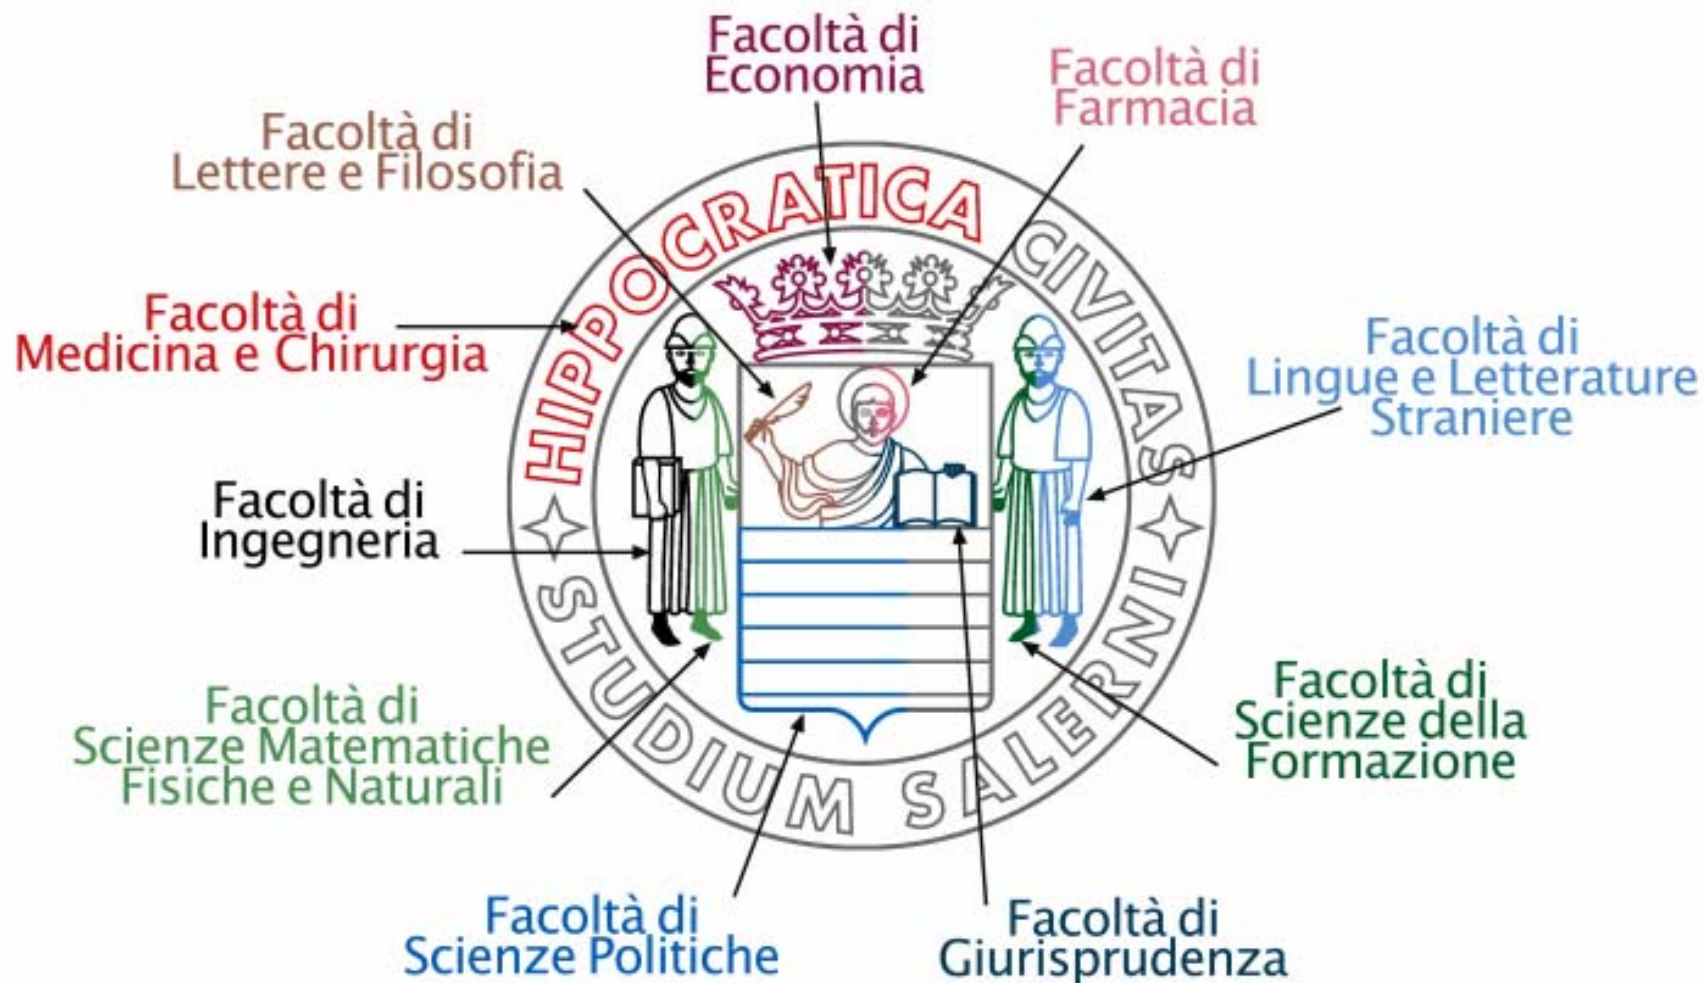 Facoltà di
Economia
Facoltà di
Farmacia
Facoltà di
Lettere e Filosofia
HIPPOCRATICA CIVITAS
Facoltà di
Medicina e Chirurgia
Facoltà di
Lingue e Letterature
Straniere
Facoltà di
Ingegneria
STUDIUM SALERNI
Facoltà di
Scienze Matematiche
Fisiche e Naturali
Facoltà di
Scienze della
Formazione
Facoltà di
Scienze Politiche
Facoltà di
Giurisprudenza